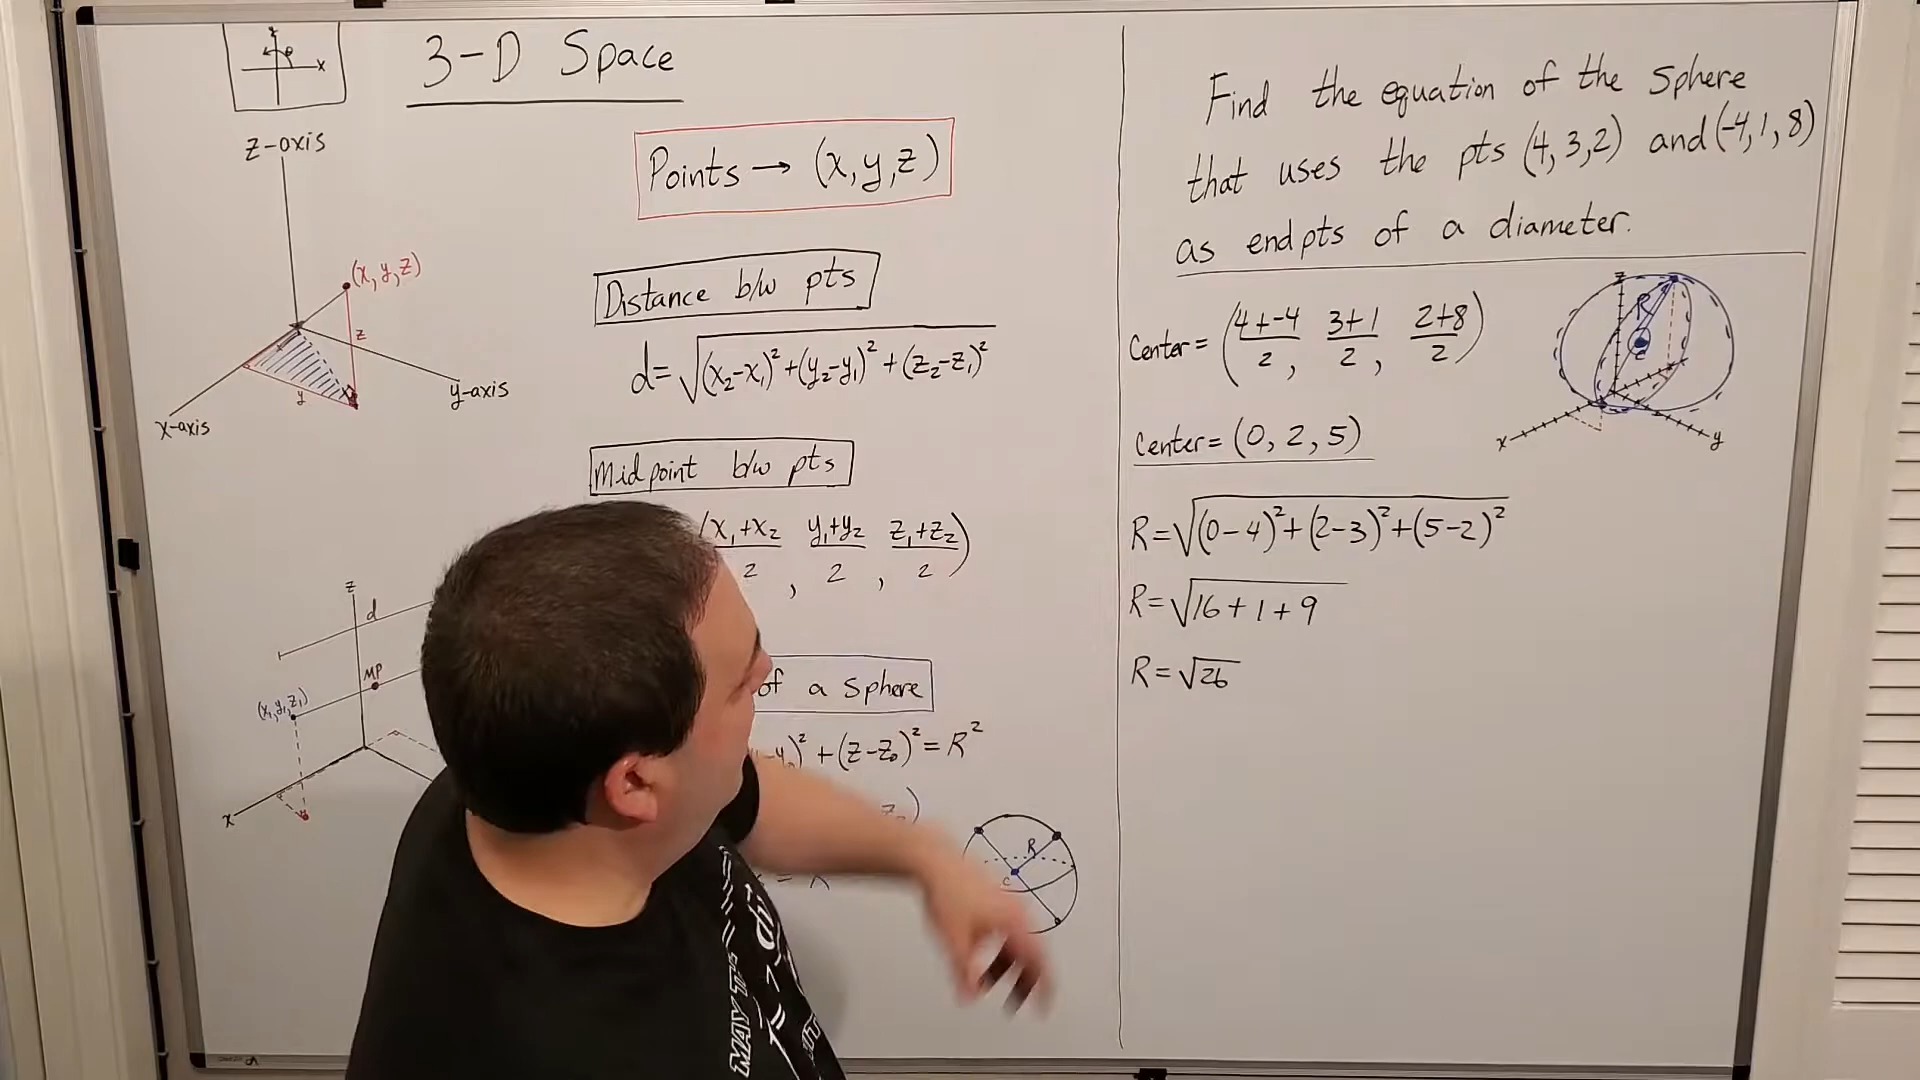 3-D Space
z
x
z-axis
(x, y, z)
z
y
y-axis
x-axis
Points → (x, y, z)
Distance b/w pts
d = √(x₂-x₁)² + (y₂-y₁)² + (z₂-z₁)²
Midpoint b/w pts
(x₁+x₂/2, y₁+y₂/2, z₁+z₂/2)
z
d
MP
(x₁, y₁, z₁)
x
of a sphere
)² + (z-z₀)² = R²
z₀)
= R
R
c
Find the equation of the sphere
that uses the pts (4, 3, 2) and (-4, 1, 8)
as endpts of a diameter.
Center = (4+-4/2, 3+1/2, 2+8/2)
Center = (0, 2, 5)
z
R
c
x
y
R = √(0-4)² + (2-3)² + (5-2)²
R = √16 + 1 + 9
R = √26
MAY